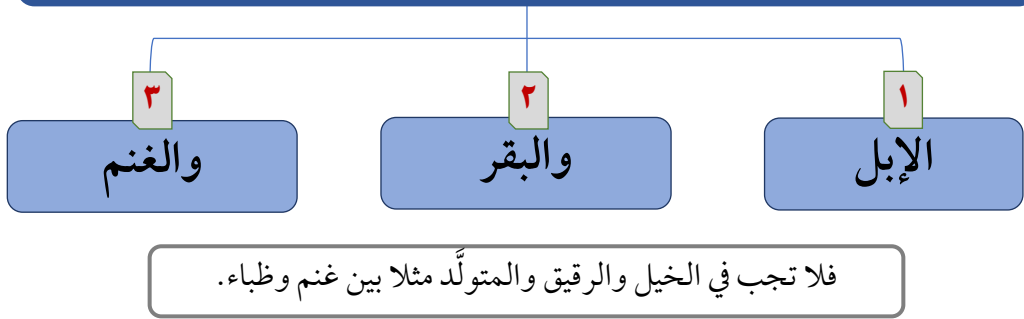 ١
الإبل
٢
والبقر
٣
والغنم
فلا تجب في الخيل والرقيق والمتولَّد مثلا بين غنم وظباء.